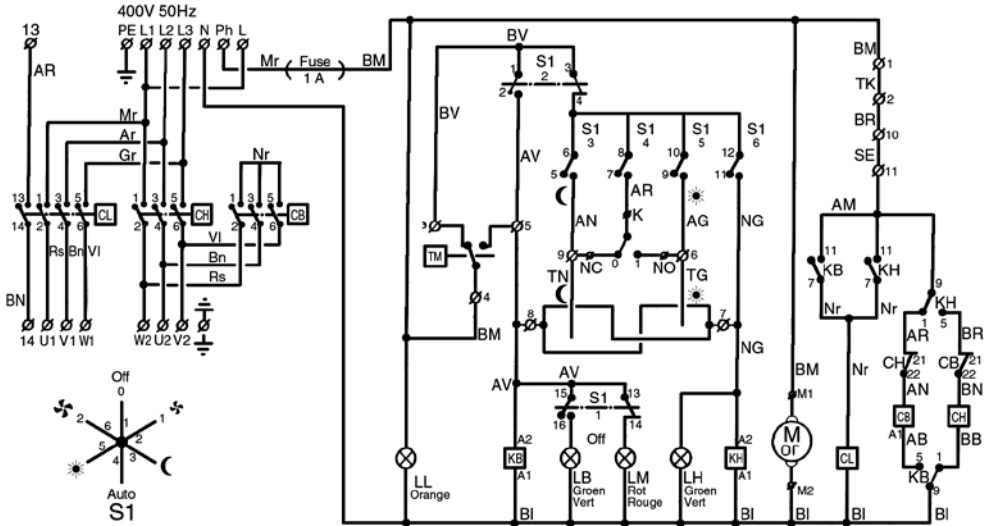 400V 50Hz
13 PE L1 L2 L3 N Ph L
Mr Fuse BM
1 A
AR
BV
S1
1 2 3
2 4
BV
BM
1
TK
2
BR
10
SE
11
Mr
Ar
Gr
Nr
AV
S1 S1 S1 S1
3 4 5 6
6 8 10 12
5 7 9 11
13 1 3 5 CL
14 2 4 6
1 3 5 CH
2 4 6
1 3 5 CB
2 4 6
Rs Bn Vl
Vl
Bn
Rs
AN AR K AG NG
3 5
TM
4
BM
9 NC 0 1 NO 6
TN TG
8 7
NG
AM
11 11
KB KH
7 7
Nr Nr
9
KH
1 5
AR BR
CH 21 CB 21
22 22
AN BN
CB CH
A1
AB BB
5 1
KB
9
BN
14 U1 V1 W1 W2 U2 V2
AV AV
15 S1 13
16 1 14
Off
BM
M1
M
or
M2
Nr
CL
Off
0
2 1
6 1
5 2
4 3
Auto
S1
LL
Orange
A2
KB
A1
LB
Groen
Vert
LM
Rot
Rouge
LH
Groen
Vert
A2
KH
A1
Bl Bl Bl Bl Bl